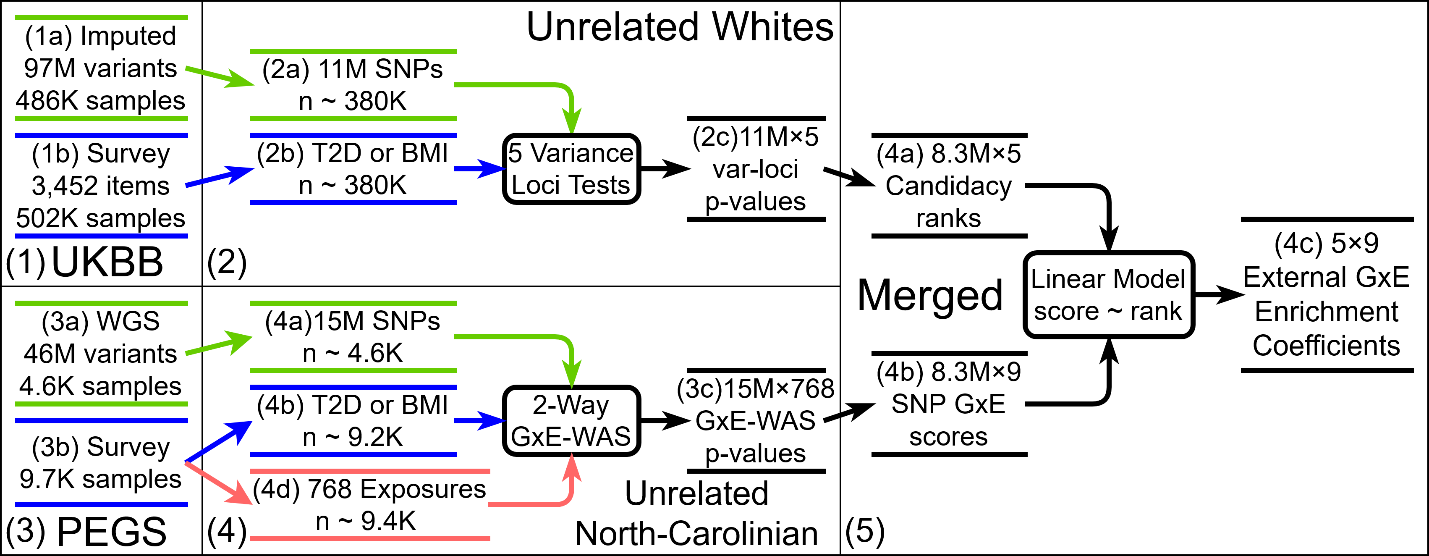 (1a) Imputed
97M variants
486K samples
(1b) Survey
3,452 items
502K samples
(1) UKBB
Unrelated Whites
(2a) 11M SNPs
n ~ 380K
(2b) T2D or BMI
n ~ 380K
5 Variance
Loci Tests
(2c)11M×5
var-loci
p-values
(2)
(3a) WGS
46M variants
4.6K samples
(3b) Survey
9.7K samples
(3) PEGS
(4a)15M SNPs
n ~ 4.6K
(4b) T2D or BMI
n ~ 9.2K
(4d) 768 Exposures
n ~ 9.4K
2-Way
GxE-WAS
(3c)15M×768
GxE-WAS
p-values
Unrelated
North-Carolinian
(4)
(4a) 8.3M×5
Candidacy
ranks
Merged
(4b) 8.3M×9
SNP GxE
scores
Linear Model
score ~ rank
(4c) 5×9
External GxE
Enrichment
Coefficients
(5)